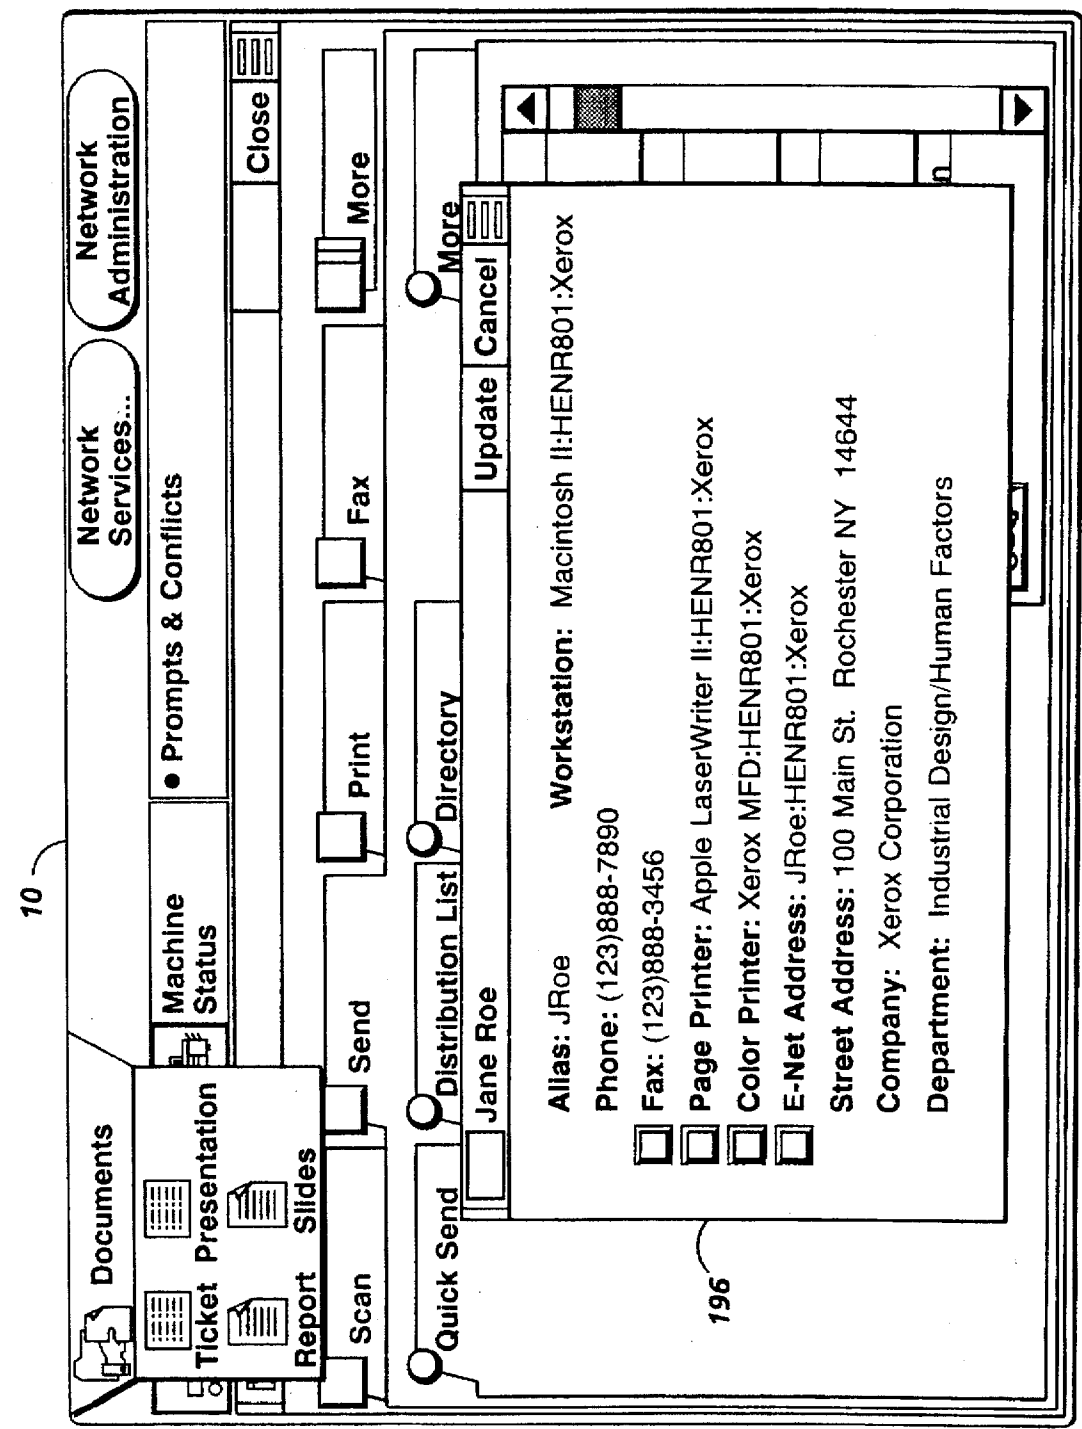 10
Documents
Network
Services...
Network
Administration
Ticket Presentation
Report Slides
Machine
Status
● Prompts & Conflicts
Close
Scan
Send
Print
Fax
More
Quick Send
Distribution List
Directory
More
Jane Roe
Update
Cancel
Alias: JRoe Workstation: Macintosh II:HENR801:Xerox
Phone: (123)888-7890
Fax: (123)888-3456
Page Printer: Apple LaserWriter II:HENR801:Xerox
Color Printer: Xerox MFD:HENR801:Xerox
E-Net Address: JRoe:HENR801:Xerox
Street Address: 100 Main St. Rochester NY 14644
Company: Xerox Corporation
Department: Industrial Design/Human Factors
n
196